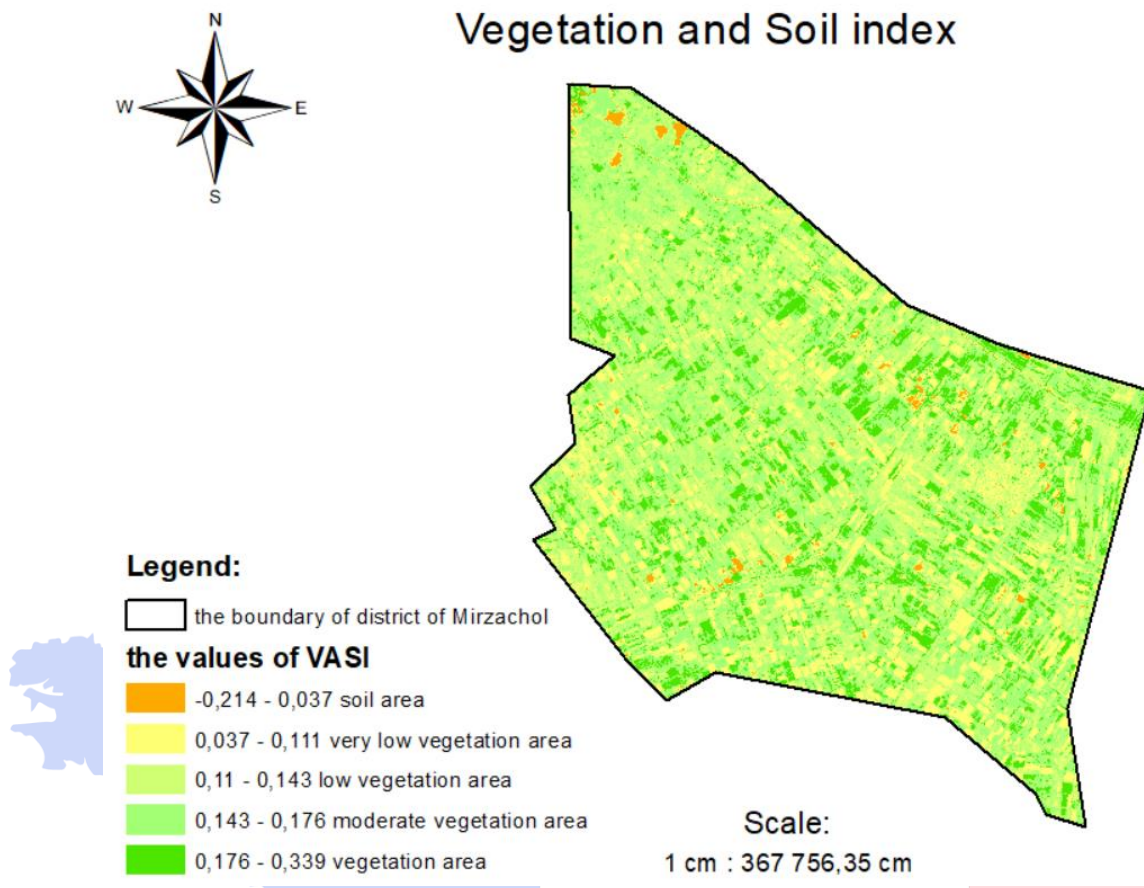 Vegetation and Soil index
N
W
E
S
Legend:
the boundary of district of Mirzachol
the values of VASI
-0,214 - 0,037 soil area
0,037 - 0,111 very low vegetation area
0,11 - 0,143 low vegetation area
0,143 - 0,176 moderate vegetation area
0,176 - 0,339 vegetation area
Scale:
1 cm : 367 756,35 cm